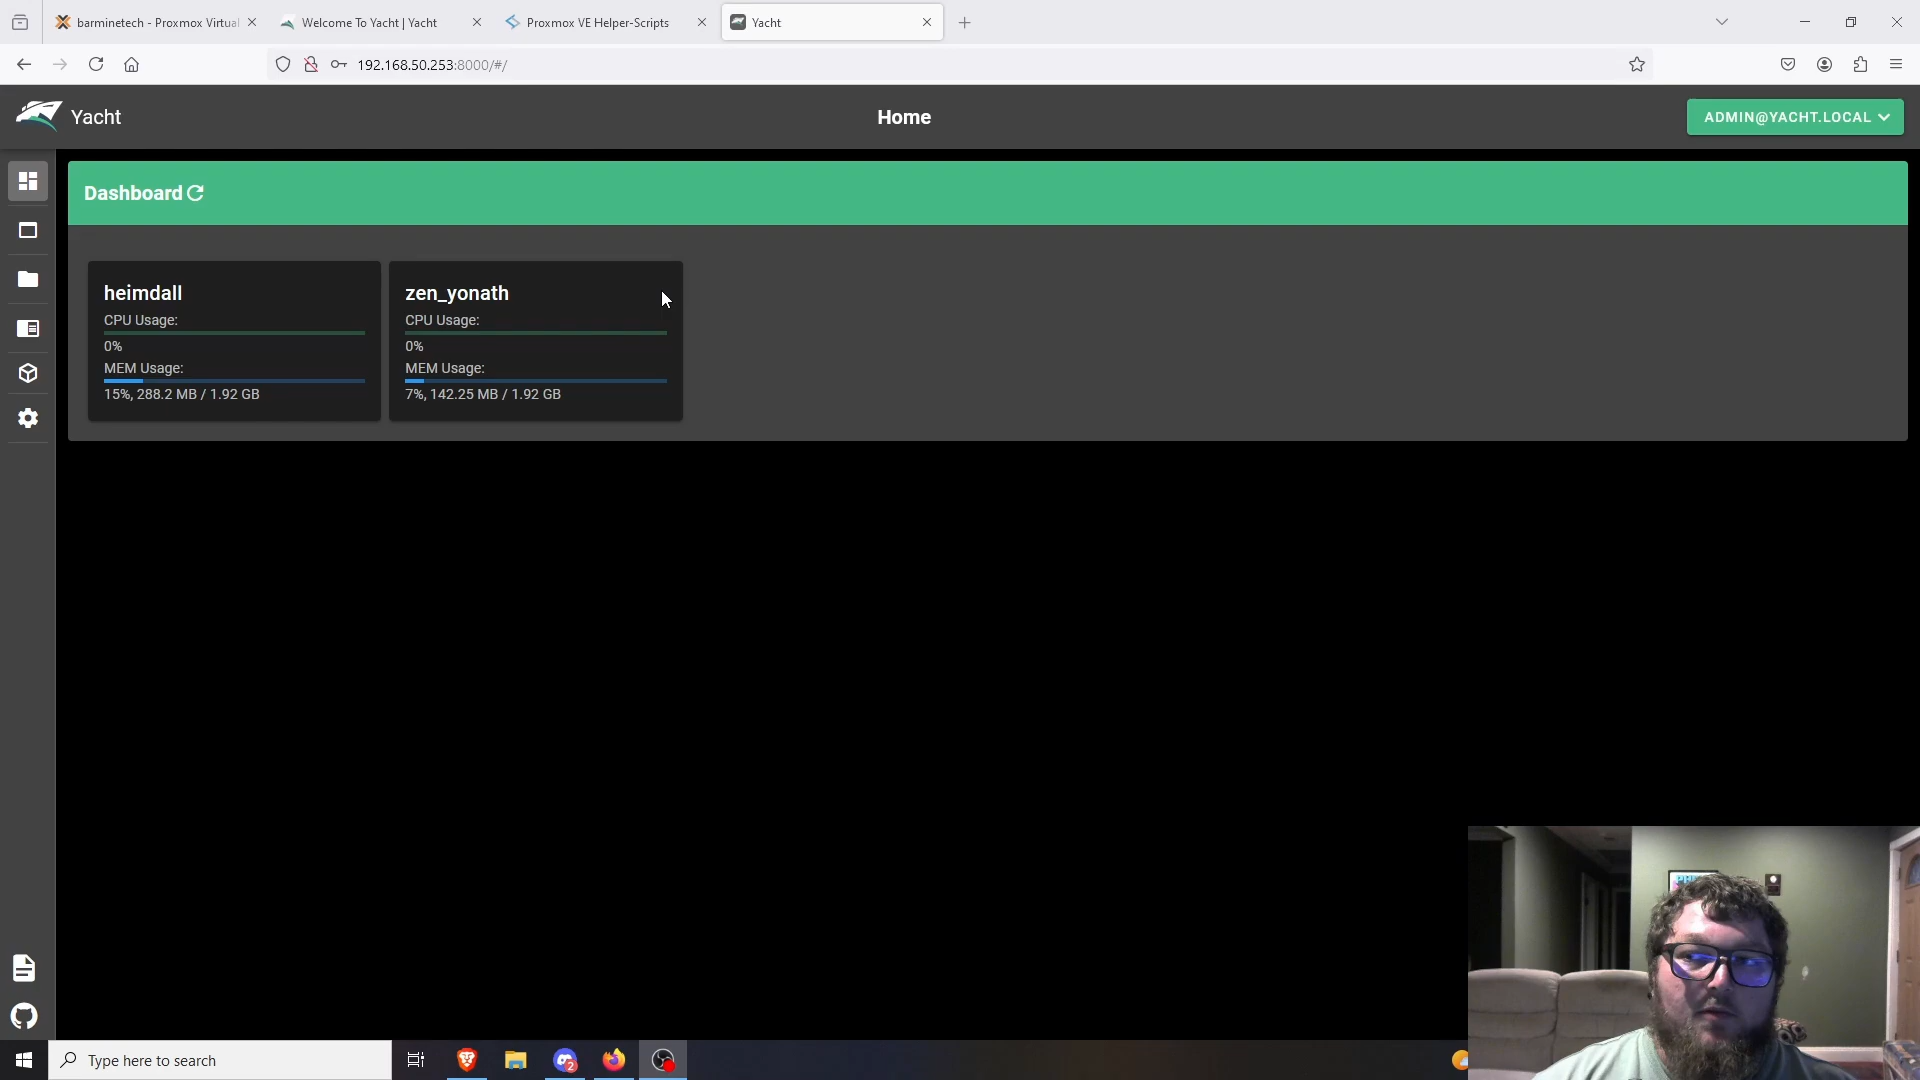 barminetech - Proxmox Virtual
Welcome To Yacht | Yacht
Proxmox VE Helper-Scripts
Yacht
192.168.50.253:8000/#/
Yacht
Home
ADMIN@YACHT.LOCAL
Dashboard
heimdall
CPU Usage:
0%
MEM Usage:
15%, 288.2 MB / 1.92 GB
zen_yonath
CPU Usage:
0%
MEM Usage:
7%, 142.25 MB / 1.92 GB
Type here to search
2